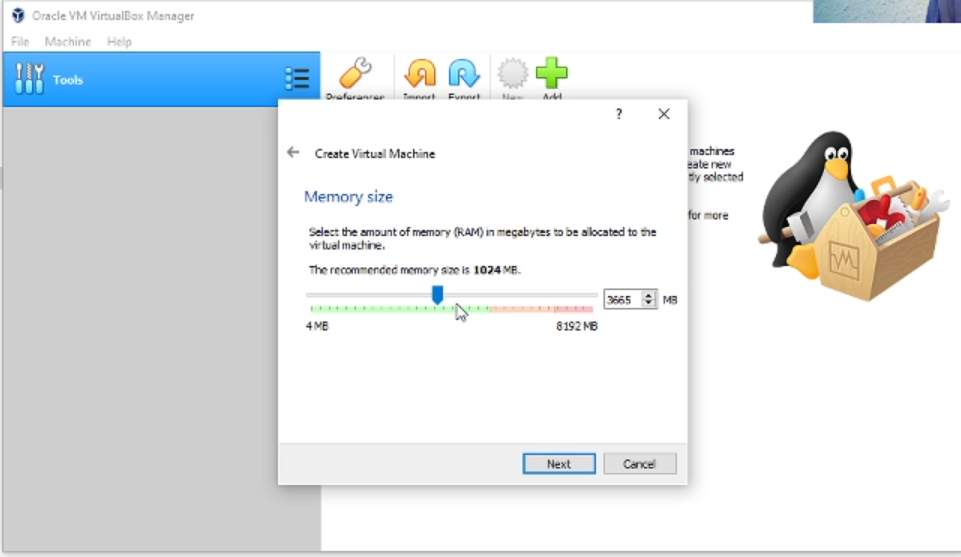 Oracle VM VirtualBox Manager
File Machine Help
Tools
Preferences Import Export New Add
? 
Create Virtual Machine
Memory size
Select the amount of memory (RAM) in megabytes to be allocated to the
virtual machine.
The recommended memory size is 1024 MB.
3665 MB
4 MB 8192 MB
Next Cancel
machines
eate new
tly selected
for more